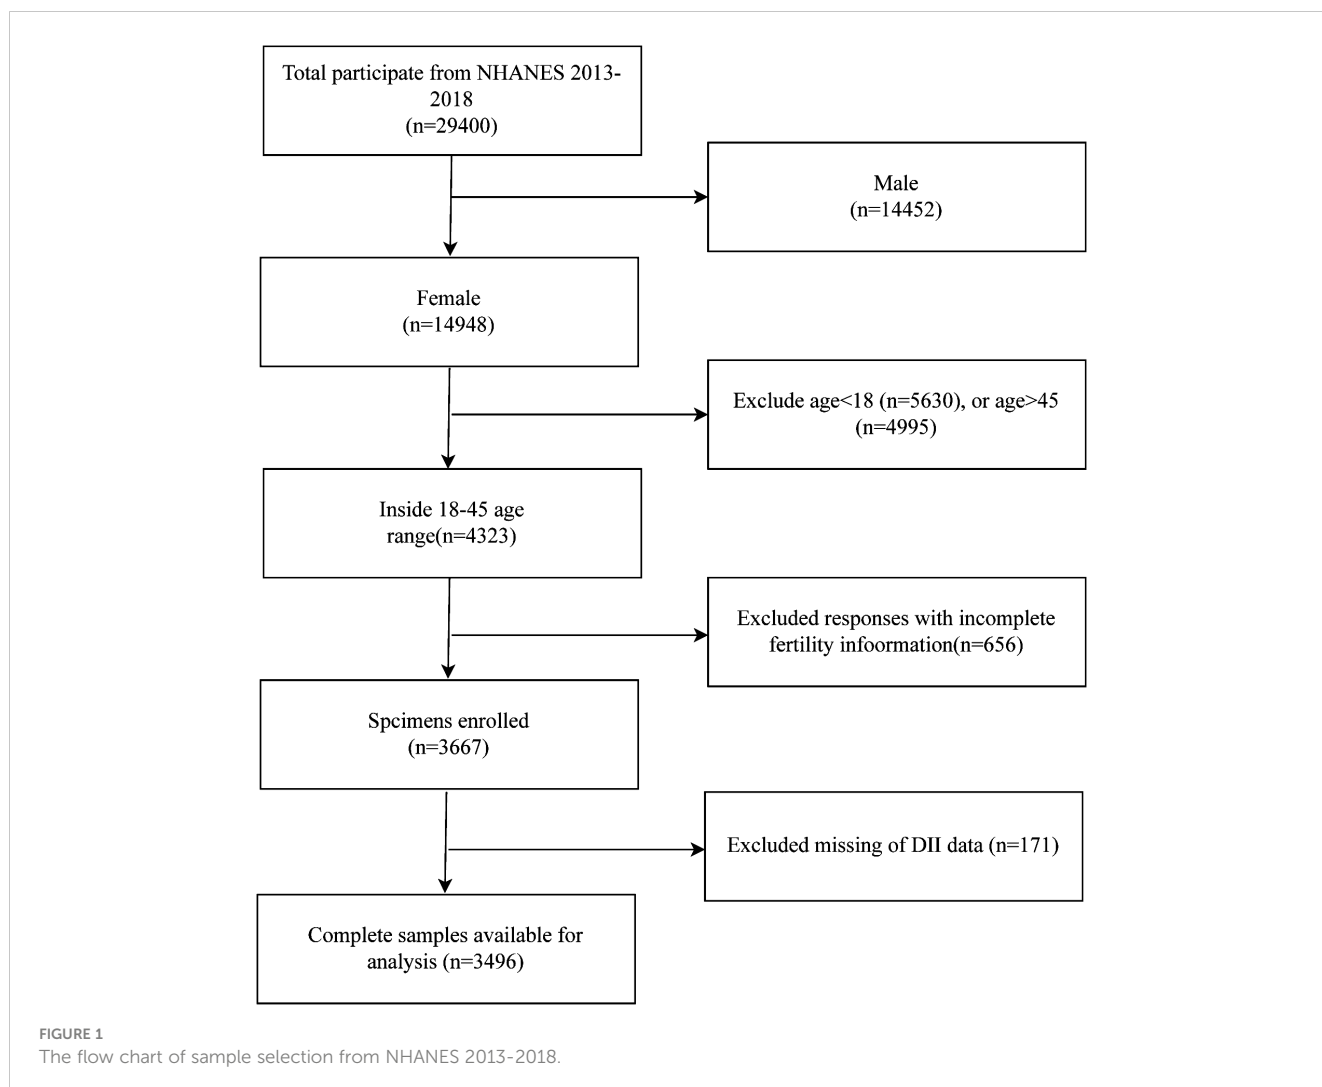 Total participate from NHANES 2013-
2018
(n=29400)
Male
(n=14452)
Female
(n=14948)
Exclude age<18 (n=5630), or age>45
(n=4995)
Inside 18-45 age
range(n=4323)
Excluded responses with incomplete
fertility infoormation(n=656)
Spcimens enrolled
(n=3667)
Excluded missing of DII data (n=171)
Complete samples available for
analysis (n=3496)
FIGURE 1
The flow chart of sample selection from NHANES 2013-2018.